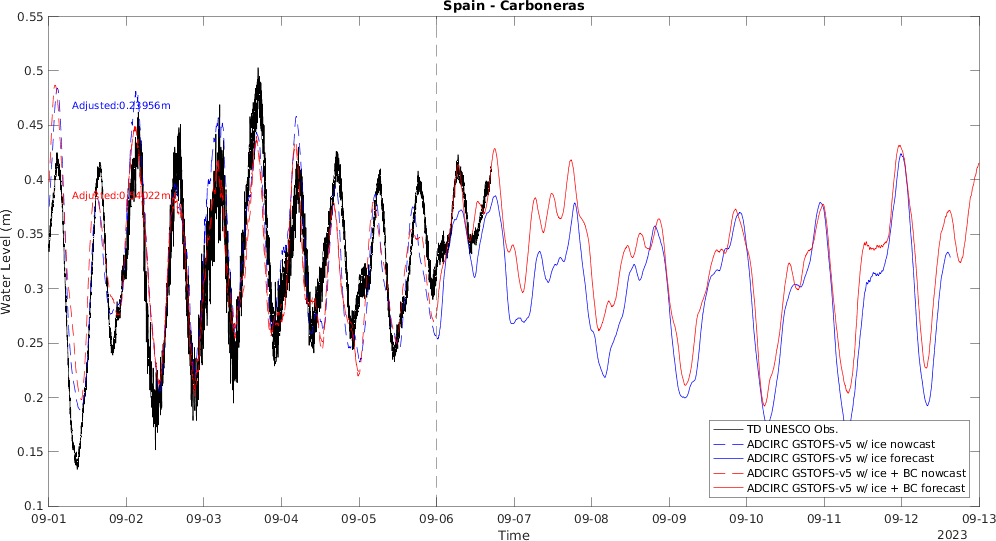 Spain - Carboneras
0.55
0.5
0.45
0.4
0.35
0.3
0.25
0.2
0.15
0.1
Water Level (m)
Adjusted:0.23956m
TD UNESCO Obs.
ADCIRC GSTOFS-v5 w/ ice nowcast
ADCIRC GSTOFS-v5 w/ ice forecast
ADCIRC GSTOFS-v5 w/ ice + BC nowcast
ADCIRC GSTOFS-v5 w/ ice + BC forecast
09-01 09-02 09-03 09-04 09-05 09-06 09-07 09-08 09-09 09-10 09-11 09-12 09-13
Time
2023